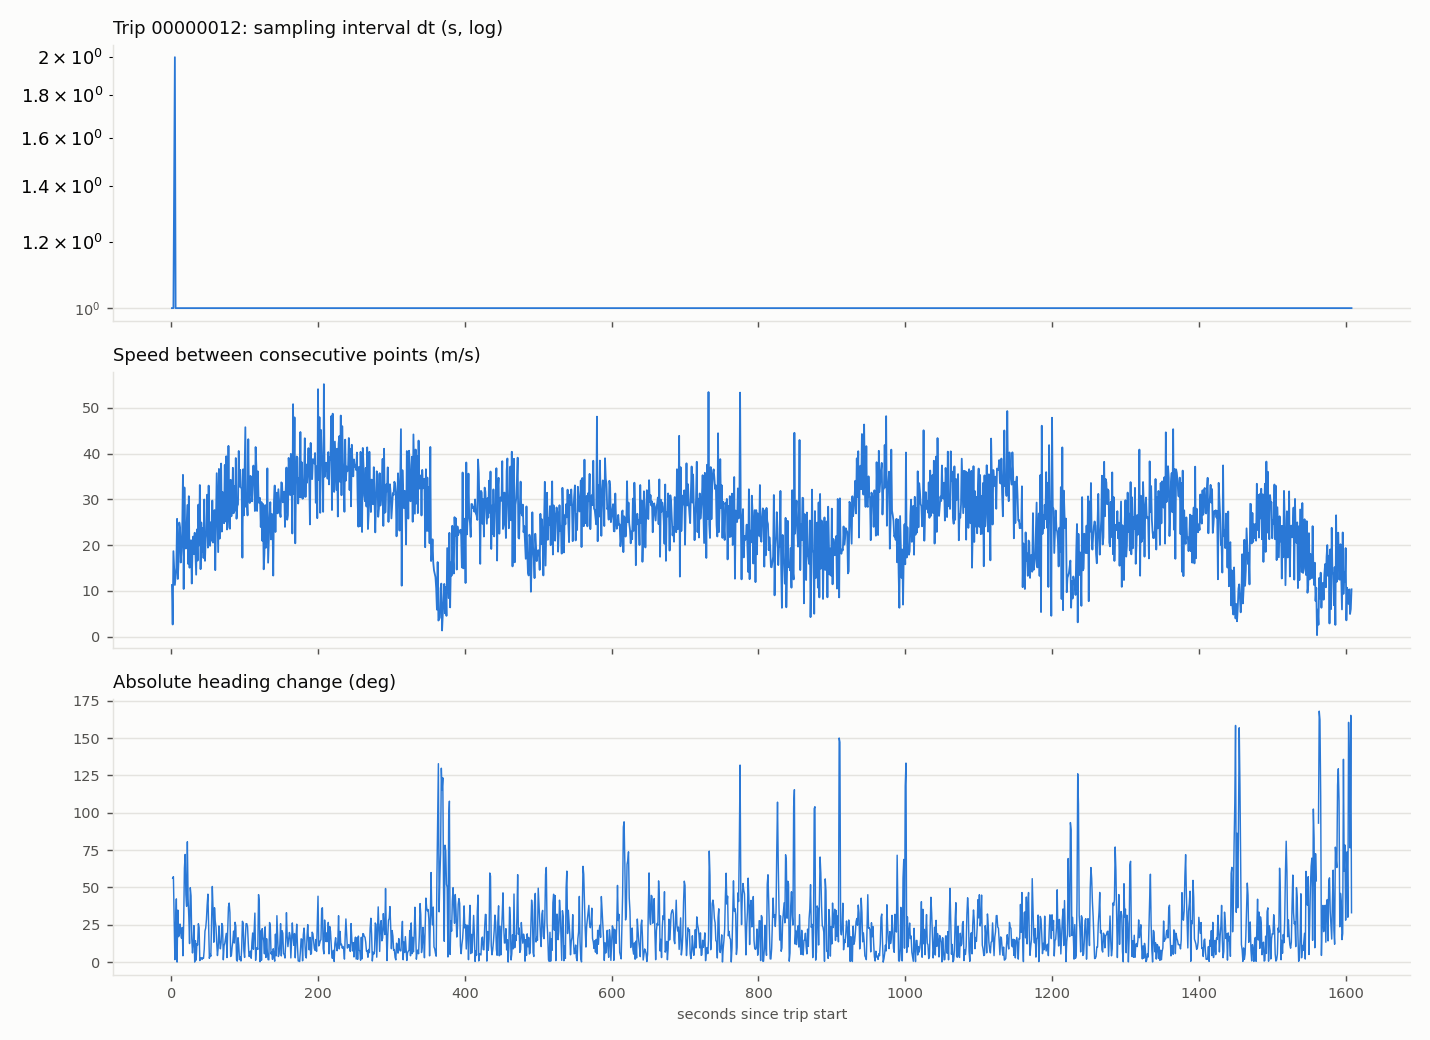 Trip 00000012: sampling interval dt (s, log)
2 × 10⁰
1.8 × 10⁰
1.6 × 10⁰
1.4 × 10⁰
1.2 × 10⁰
10⁰
Speed between consecutive points (m/s)
50
40
30
20
10
0
Absolute heading change (deg)
175
150
125
100
75
50
25
0
0 200 400 600 800 1000 1200 1400 1600
seconds since trip start